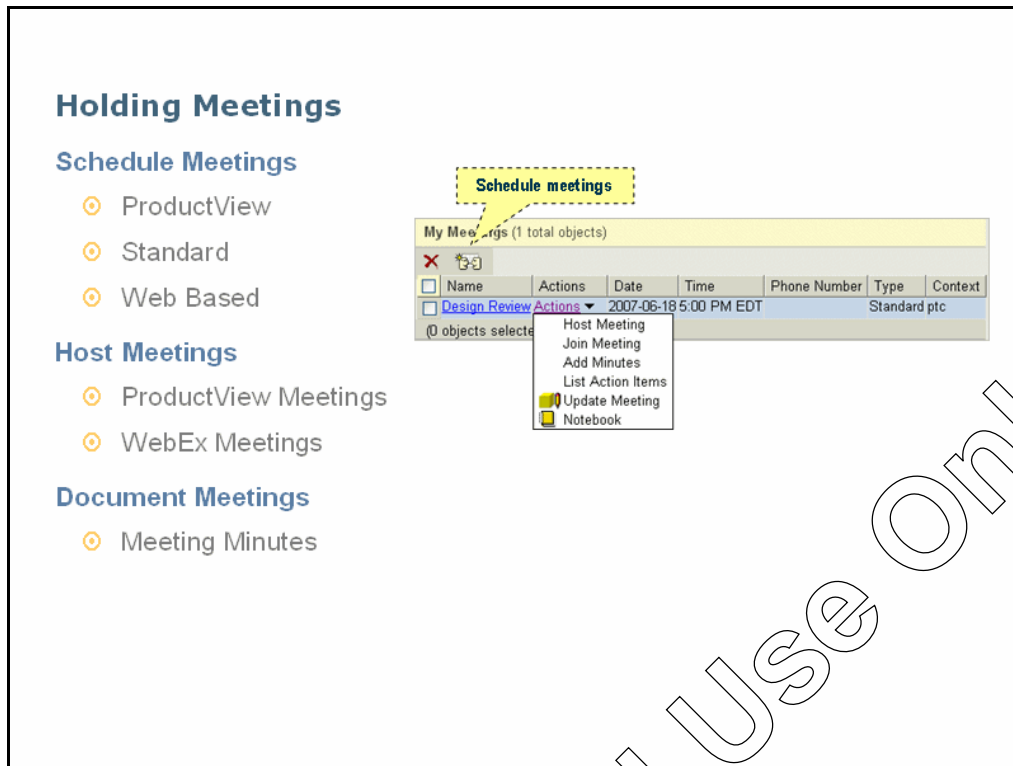 Holding Meetings
Schedule Meetings
ProductView
Standard
Web Based
Host Meetings
ProductView Meetings
WebEx Meetings
Document Meetings
Meeting Minutes
Schedule meetings
My (1 total objects)
Name Actions Date Time Phone Number Type Context
Design Review Actions 2007-06-18 5:00 PM EDT Standard ptc
(0 objects selecte
Host Meeting
Join Meeting
Add Minutes
List Action Items
Update Meeting
Notebook
Use Onl